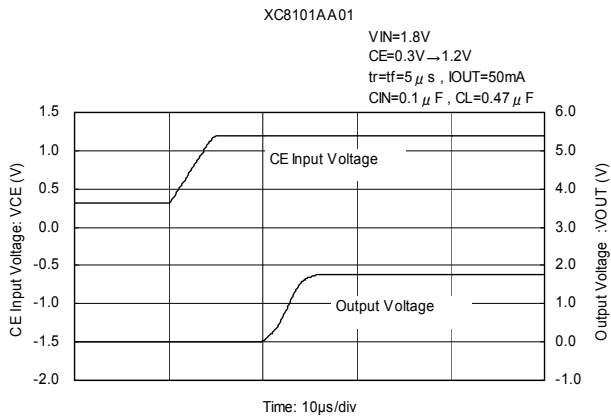 XC8101AA01
VIN=1.8V
CE=0.3V→1.2V
tr=tf=5μs , IOUT=50mA
CIN=0.1μF , CL=0.47μF
CE Input Voltage: VCE (V)
1.5
1.0
0.5
0.0
-0.5
-1.0
-1.5
-2.0
CE Input Voltage
Output Voltage
6.0
5.0
4.0
3.0
2.0
1.0
0.0
-1.0
Output Voltage :VOUT (V)
Time: 10μs/div